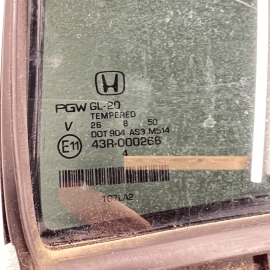 PGW GL-20
TEMPERED
V 26 8 50
DOT 904 AS3 M514
E11 43R-000266
4
TG7LA2